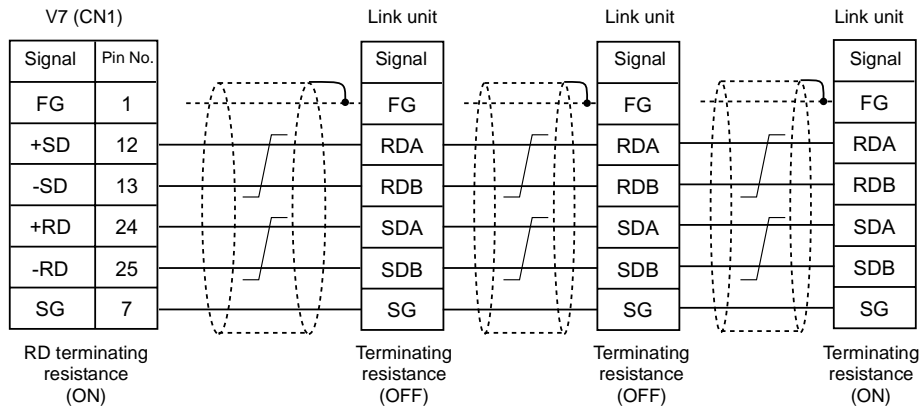 V7 (CN1) Link unit Link unit Link unit
Signal Pin No. Signal Signal Signal
FG 1 FG FG FG
+SD 12 RDA RDA RDA
-SD 13 RDB RDB RDB
+RD 24 SDA SDA SDA
-RD 25 SDB SDB SDB
SG 7 SG SG SG
RD terminating Terminating Terminating Terminating
resistance resistance resistance resistance
(ON) (OFF) (OFF) (ON)